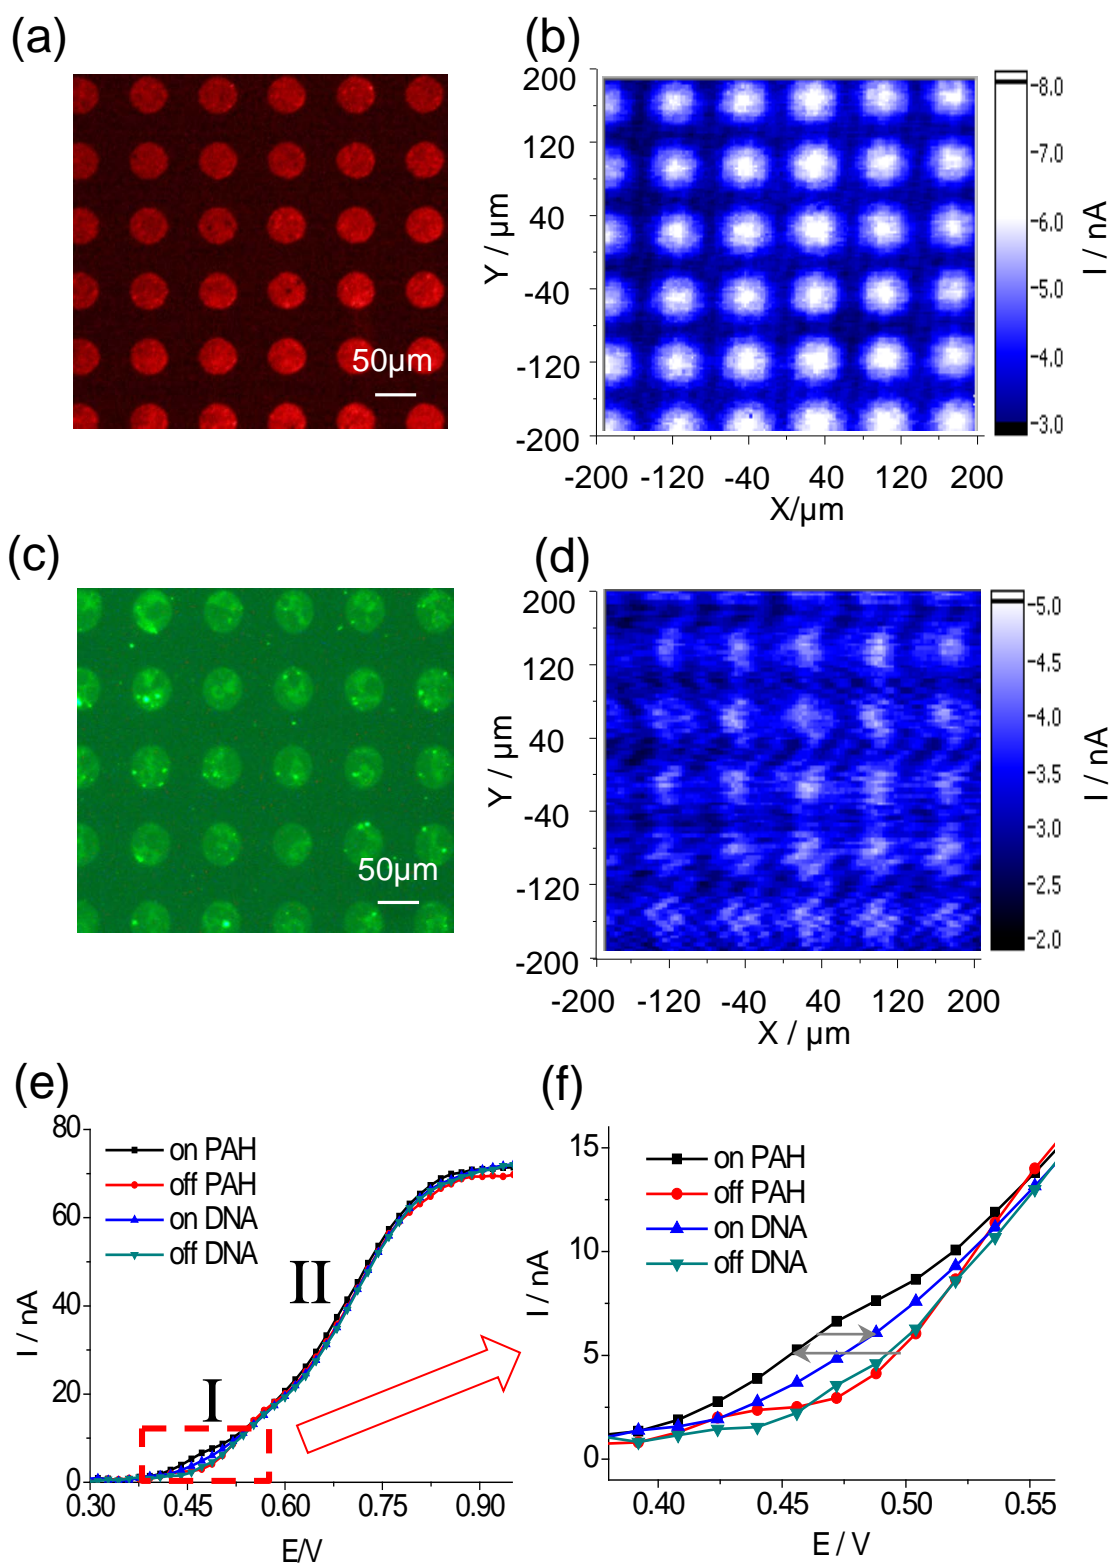 (a)
50µm
(b)
200
120
40
-40
-120
-200
Y / µm
-200 -120 -40 40 120 200
X/µm
8.0
7.0
6.0
5.0
4.0
3.0
I / nA
(c)
50µm
(d)
200
120
40
-40
-120
-200
Y / µm
-200 -120 -40 40 120 200
X / µm
5.0
4.5
4.0
3.5
3.0
2.5
2.0
I / nA
(e)
80
60
40
20
0
I / nA
on PAH
off PAH
on DNA
off DNA
II
I
0.30 0.45 0.60 0.75 0.90
E/V
(f)
15
10
5
0
I / nA
on PAH
off PAH
on DNA
off DNA
0.40 0.45 0.50 0.55
E / V